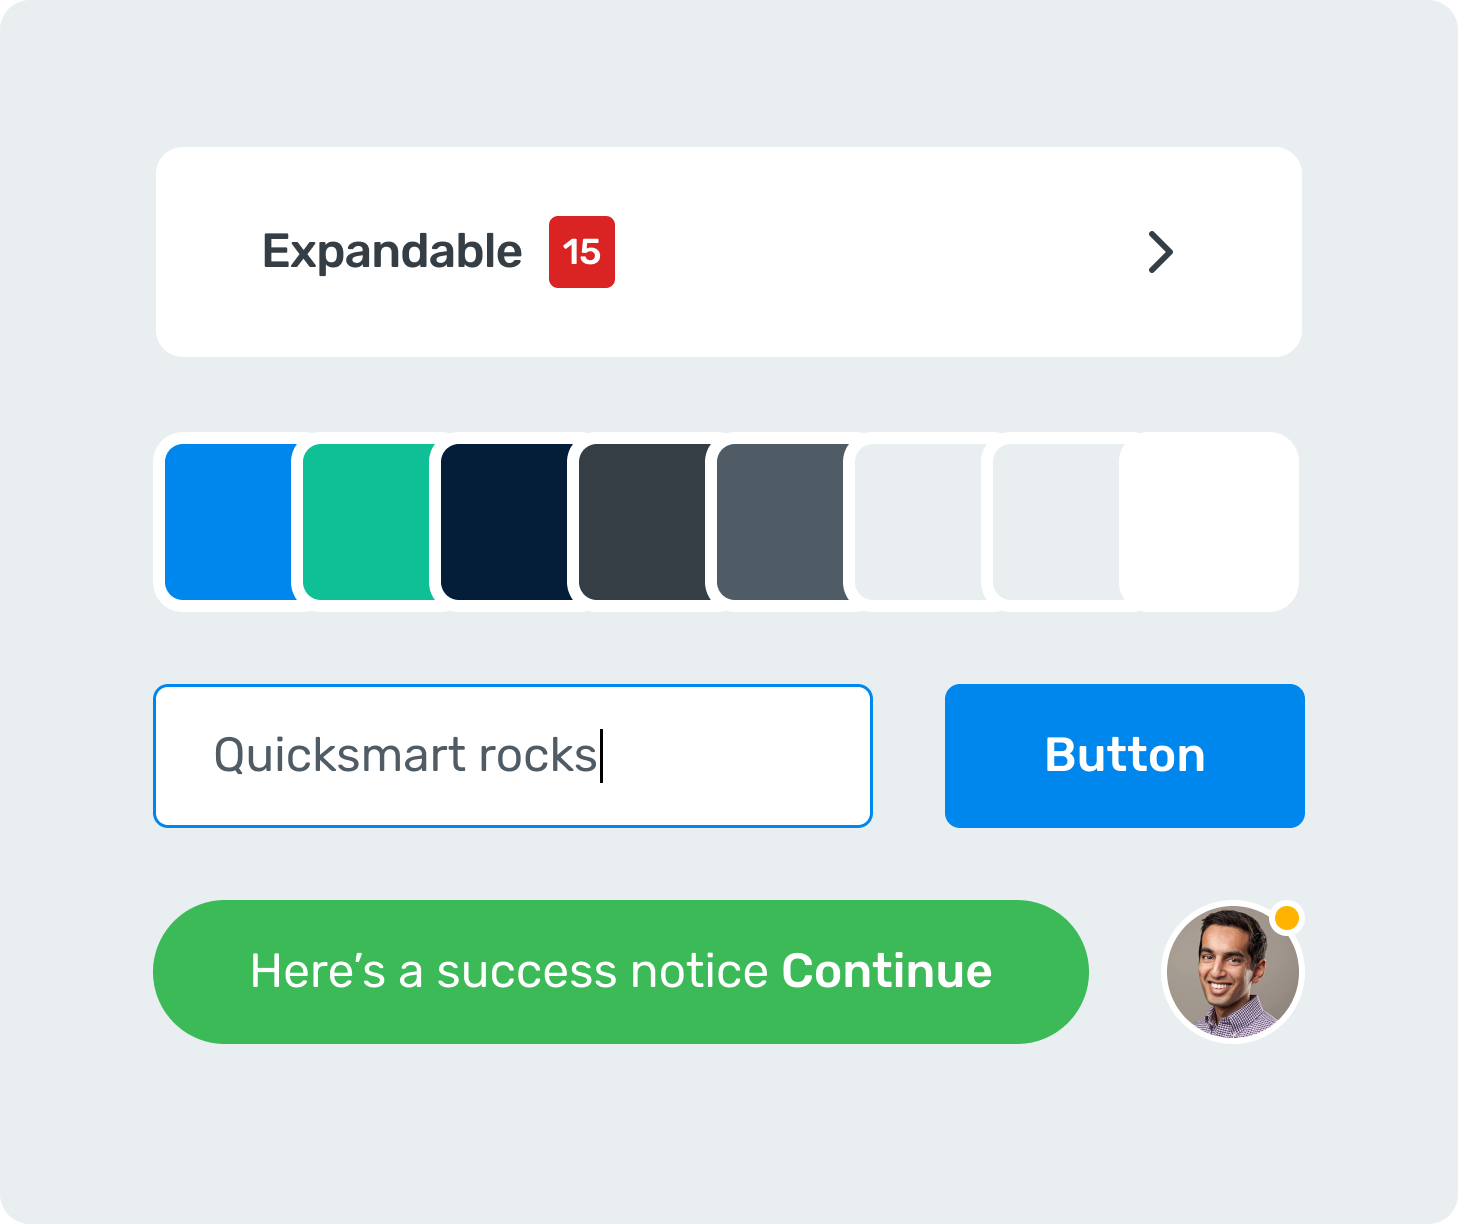 Expandable 15
Quicksmart rocks
Button
Here’s a success notice Continue